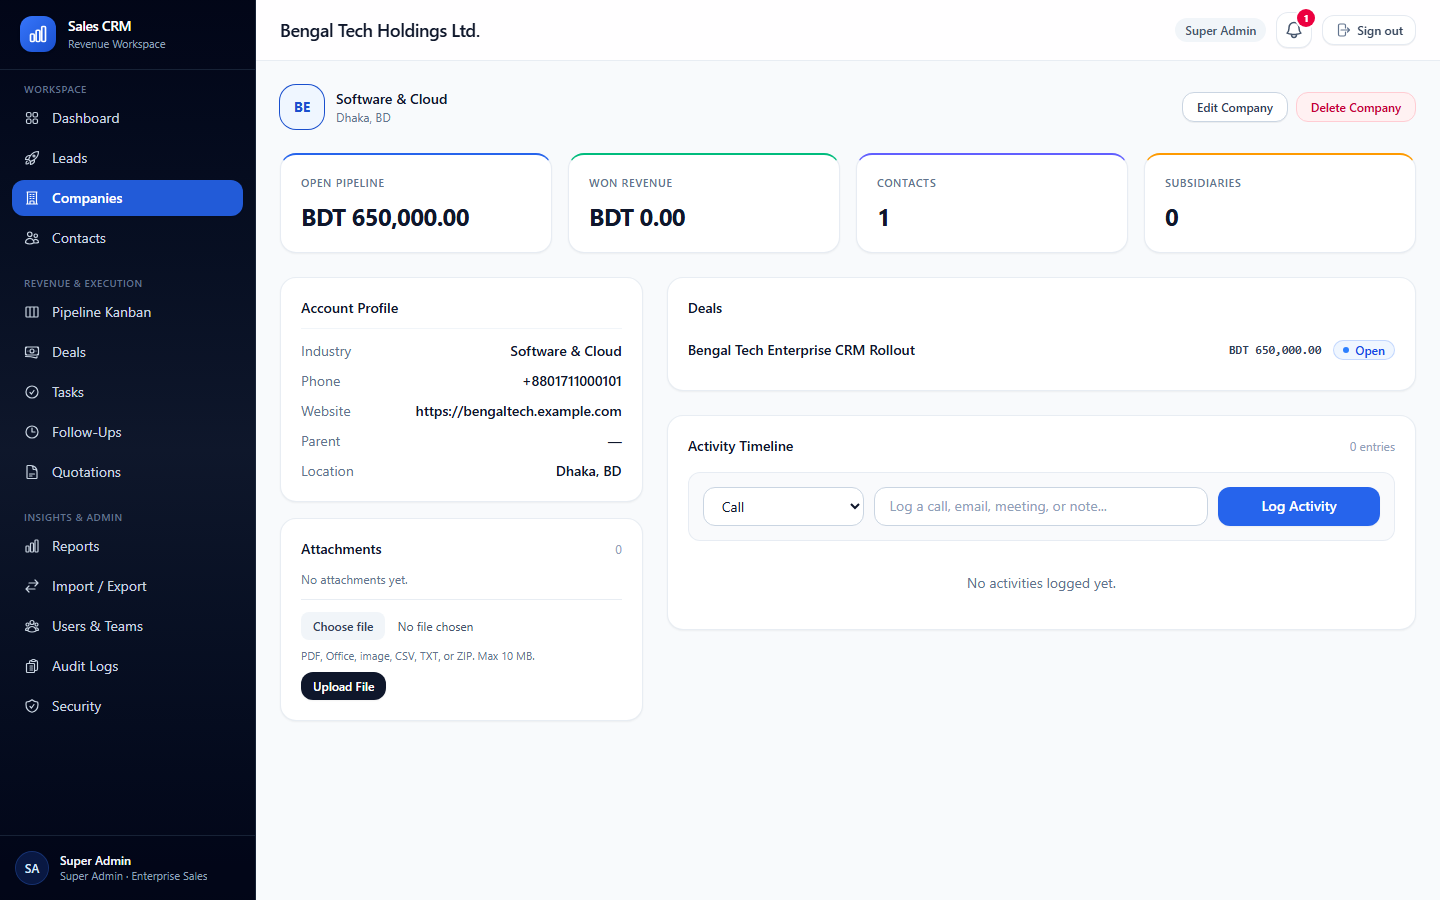 Sales CRM
Revenue Workspace
WORKSPACE
Dashboard
Leads
Companies
Contacts
REVENUE & EXECUTION
Pipeline Kanban
Deals
Tasks
Follow-Ups
Quotations
INSIGHTS & ADMIN
Reports
Import / Export
Users & Teams
Audit Logs
Security
SA
Super Admin
Super Admin · Enterprise Sales
Bengal Tech Holdings Ltd.
Super Admin
1
Sign out
BE
Software & Cloud
Dhaka, BD
Edit Company
Delete Company
OPEN PIPELINE
BDT 650,000.00
WON REVENUE
BDT 0.00
CONTACTS
1
SUBSIDIARIES
0
Account Profile
Industry Software & Cloud
Phone +8801711000101
Website https://bengaltech.example.com
Parent —
Location Dhaka, BD
Attachments 0
No attachments yet.
Choose file No file chosen
PDF, Office, image, CSV, TXT, or ZIP. Max 10 MB.
Upload File
Deals
Bengal Tech Enterprise CRM Rollout BDT 650,000.00 Open
Activity Timeline 0 entries
Call Log a call, email, meeting, or note... Log Activity
No activities logged yet.